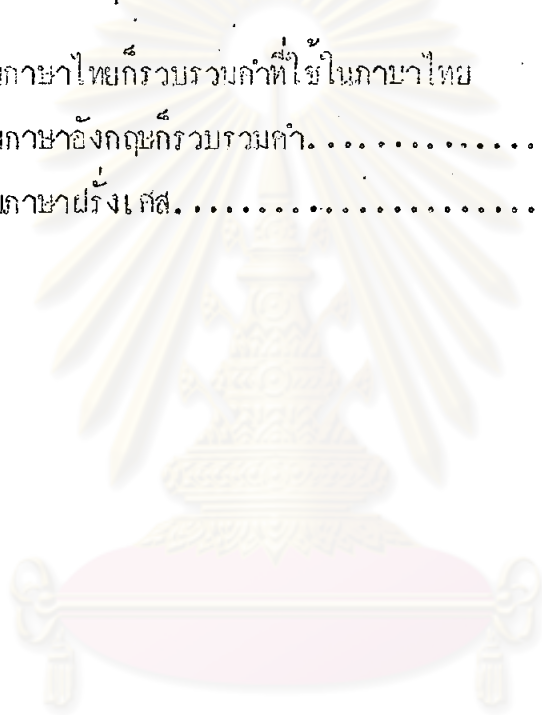 ภาษาไทยก็รวบรวมคำที่ใช้ในภาษาไทย
ภาษาอังกฤษก็รวบรวมคำ..............
ภาษาฝรั่งเศส......................